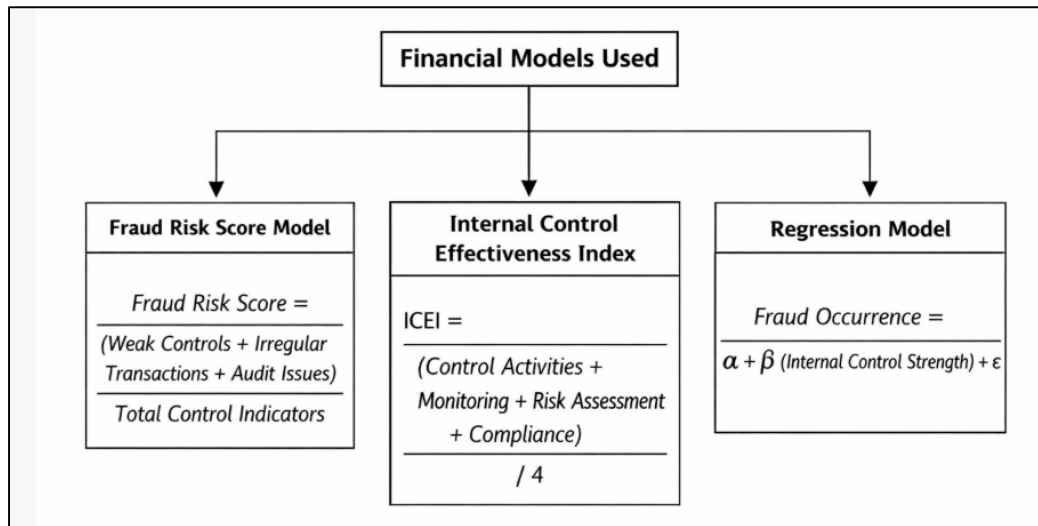 Financial Models Used
Fraud Risk Score Model
Fraud Risk Score =
(Weak Controls + Irregular
Transactions + Audit Issues)
Total Control Indicators
Internal Control
Effectiveness Index
ICEI =
(Control Activities +
Monitoring + Risk Assessment
+ Compliance)
/ 4
Regression Model
Fraud Occurrence =
α + β (Internal Control Strength) + ε